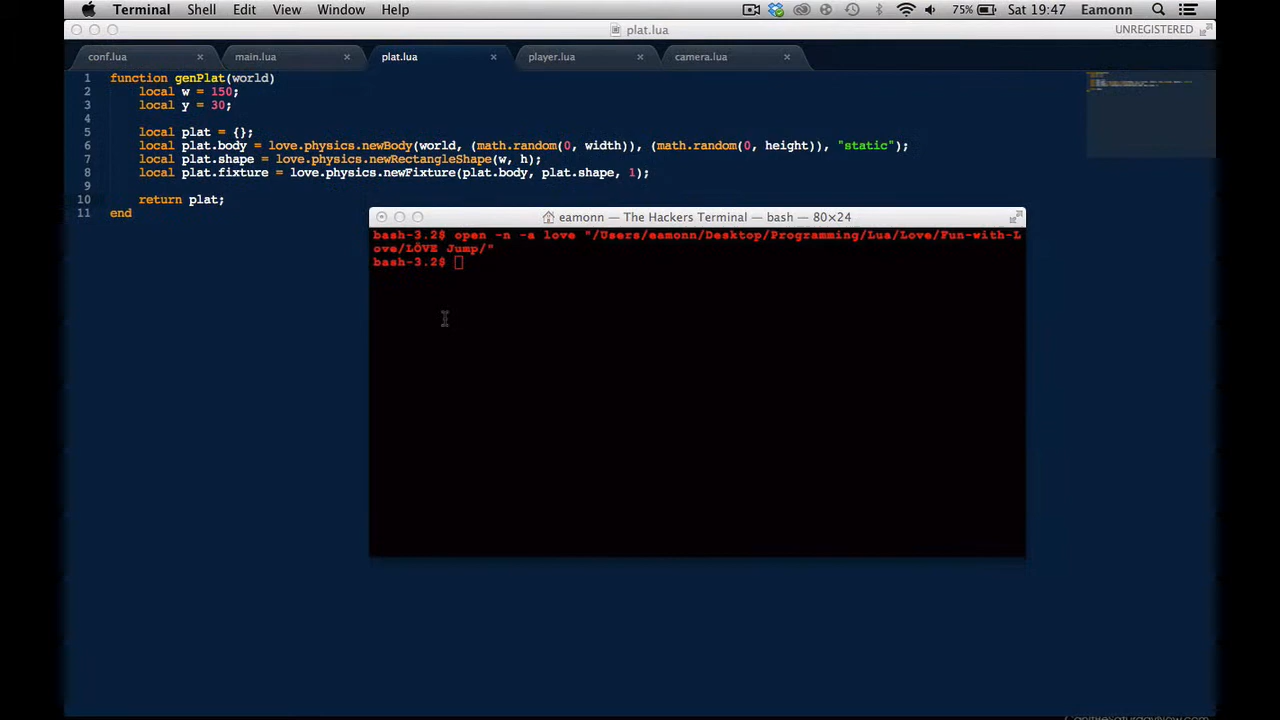 Terminal Shell Edit View Window Help 75% Sat 19:47 Eamonn
plat.lua UNREGISTERED
conf.lua main.lua plat.lua player.lua camera.lua
1 function genPlat(world)
2 local w = 150;
3 local y = 30;
4
5 local plat = {};
6 local plat.body = love.physics.newBody(world, (math.random(0, width)), (math.random(0, height)), "static");
7 local plat.shape = love.physics.newRectangleShape(w, h);
8 local plat.fixture = love.physics.newFixture(plat.body, plat.shape, 1);
9
10 return plat;
11 end
eamonn — The Hackers Terminal — bash — 80×24
bash-3.2$ open -n -a love "/Users/eamonn/Desktop/Programming/Lua/Love/Fun-with-L
ove/LÖVE Jump/"
bash-3.2$